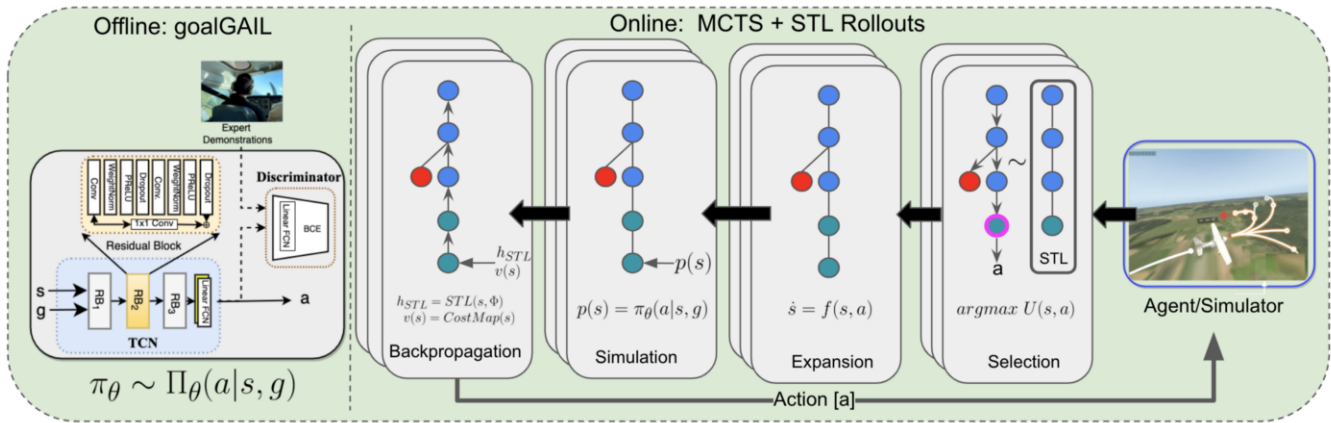 Offline: goalGAIL
Expert
Demonstrations
Conv
WeightNorm
PReLU
Dropout
Conv.
WeightNorm
PReLU
Dropout
1x1 Conv
Residual Block
Discriminator
Linear FCN
BCE
s
g
RB1
RB2
RB3
Linear FCN
a
TCN
πθ ∼ Πθ(a|s, g)
Online: MCTS + STL Rollouts
hSTL
v(s)
hSTL = STL(s, Φ)
v(s) = CostMap(s)
Backpropagation
p(s)
p(s) = πθ(a|s, g)
Simulation
ṡ = f(s, a)
Expansion
∼
a
STL
argmax U(s, a)
Selection
Agent/Simulator
Action [a]